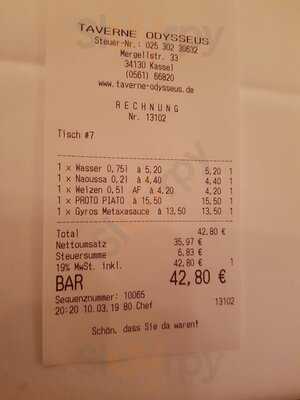 TAVERNE ODYSSEUS
Steuer-Nr.: 025 302 30632
Mergellstr. 33
34130 Kassel
(0561) 66820
www.taverne-odysseus.de
RECHNUNG
Nr. 13102
Tisch #7
1 x Wasser 0,75l à 5,20 5,20 1
1 x Naoussa 0,2l à 4,40 4,40 1
1 x Weizen 0,5l AF à 4,20 4,20 1
1 x PROTO PIATO à 15,50 15,50 1
1 x Gyros Metaxasauce à 13,50 13,50 1
Total 42,80 €
Nettoumsatz 35,97 €
Steuersumme 6,83 €
19% MwSt. inkl. 42,80 € 1
BAR 42,80 €
Sequenznummer: 10065 13102
20:20 10.03.19 80 Chef
Schön, dass Sie da waren!